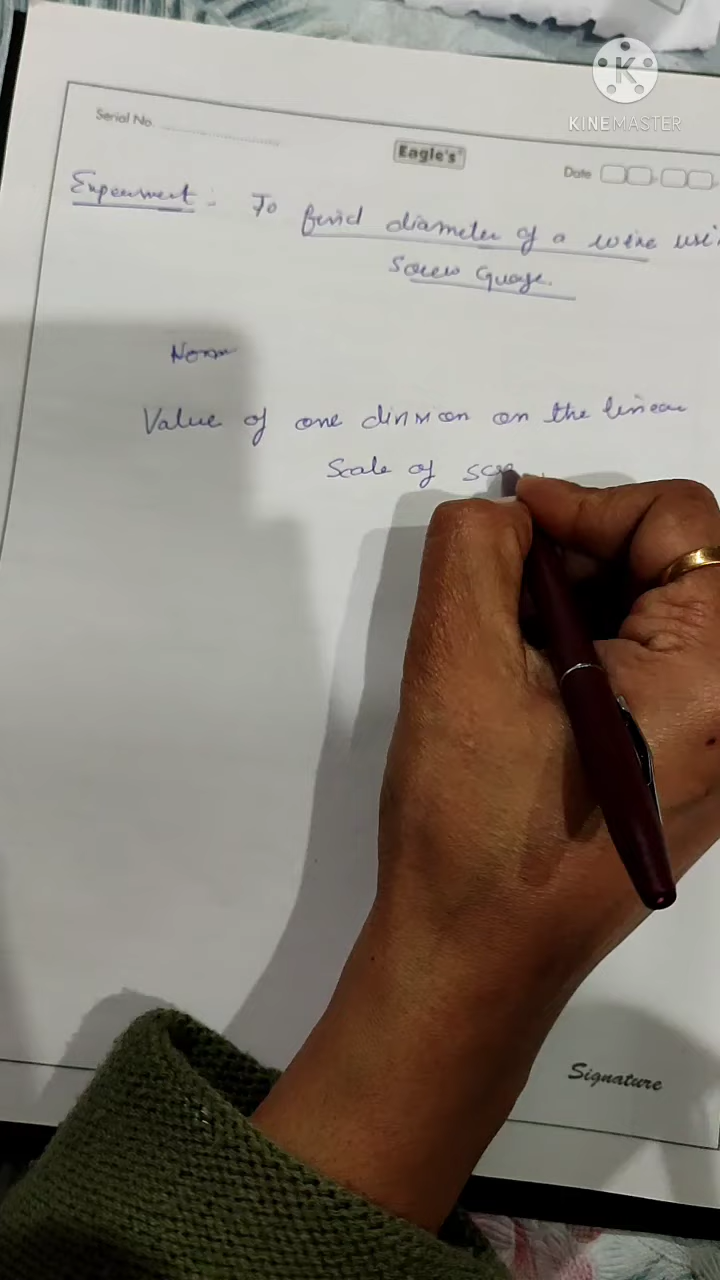 KINEMASTER
Serial No.
Eagle's
Date
Experiment : To find diameter of a wire usi
Screw Guage.
Value of one division on the linear
Scale of scr
Signature